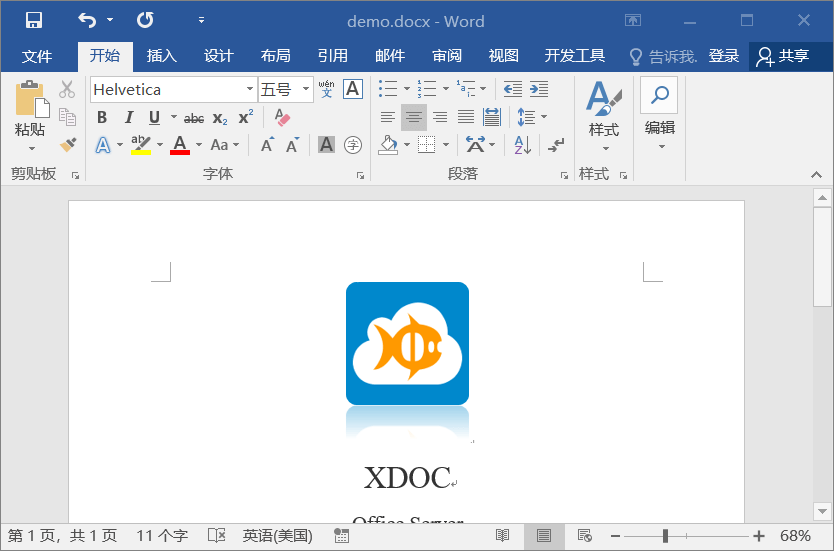 demo.docx - Word
文件 开始 插入 设计 布局 引用 邮件 审阅 视图 开发工具 告诉我. 登录 共享
Helvetica 五号 wén 文 A
B I U abc X₂ X²
粘贴 样式 编辑
A aby A Aa A A A 字
剪贴板 字体 段落 样式
XDOC
Office Server
第 1 页，共 1 页 11 个字 英语(美国) 68%